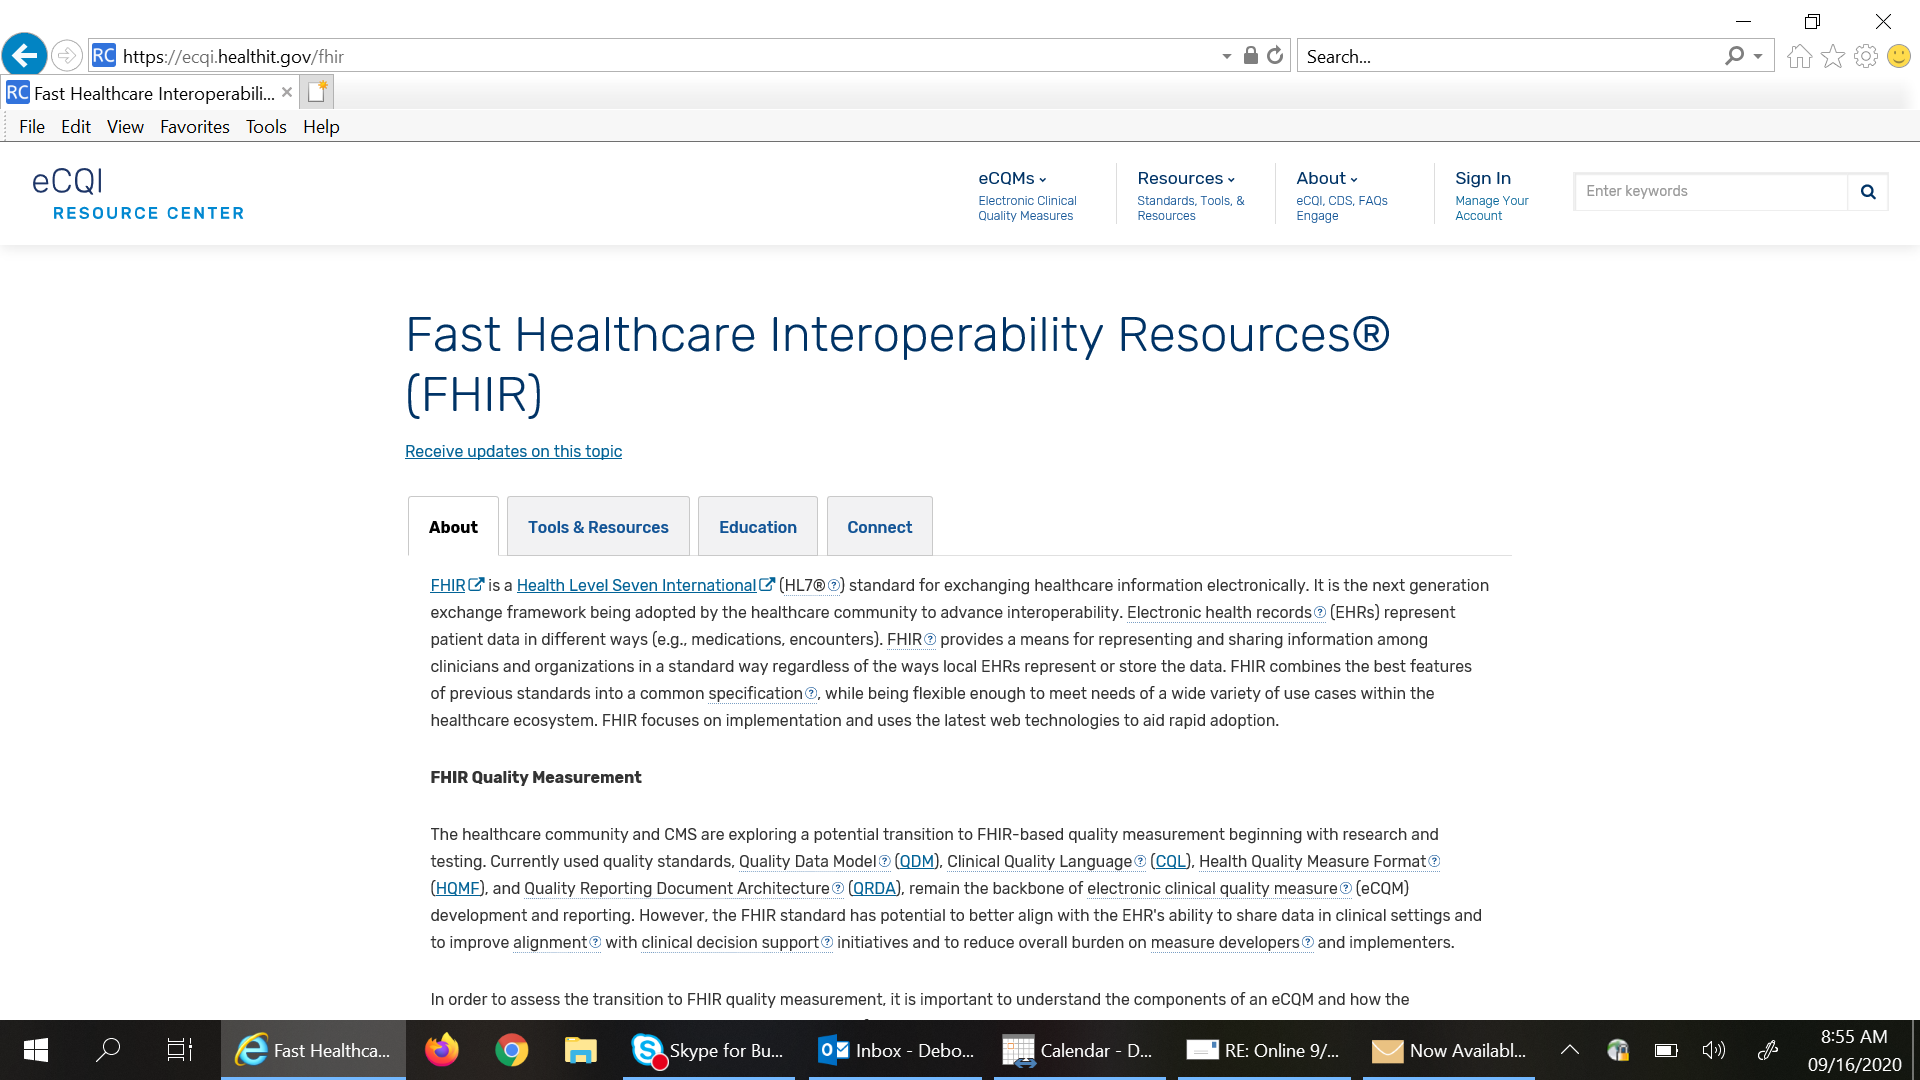 RC https://ecqi.healthit.gov/fhir
Search...
RC Fast Healthcare Interoperabili...
File Edit View Favorites Tools Help
eCQI
RESOURCE CENTER
eCQMs
Electronic Clinical
Quality Measures
Resources
Standards, Tools, &
Resources
About
eCQI, CDS, FAQs
Engage
Sign In
Manage Your
Account
Enter keywords
Fast Healthcare Interoperability Resources®
(FHIR)
Receive updates on this topic
About Tools & Resources Education Connect
FHIR is a Health Level Seven International (HL7®) standard for exchanging healthcare information electronically. It is the next generation
exchange framework being adopted by the healthcare community to advance interoperability. Electronic health records (EHRs) represent
patient data in different ways (e.g., medications, encounters). FHIR provides a means for representing and sharing information among
clinicians and organizations in a standard way regardless of the ways local EHRs represent or store the data. FHIR combines the best features
of previous standards into a common specification, while being flexible enough to meet needs of a wide variety of use cases within the
healthcare ecosystem. FHIR focuses on implementation and uses the latest web technologies to aid rapid adoption.
FHIR Quality Measurement
The healthcare community and CMS are exploring a potential transition to FHIR-based quality measurement beginning with research and
testing. Currently used quality standards, Quality Data Model (QDM), Clinical Quality Language (CQL), Health Quality Measure Format
(HQMF), and Quality Reporting Document Architecture (QRDA), remain the backbone of electronic clinical quality measure (eCQM)
development and reporting. However, the FHIR standard has potential to better align with the EHR's ability to share data in clinical settings and
to improve alignment with clinical decision support initiatives and to reduce overall burden on measure developers and implementers.
In order to assess the transition to FHIR quality measurement, it is important to understand the components of an eCQM and how the
Fast Healthca...
Skype for Bu...
Inbox - Debo...
Calendar - D...
RE: Online 9/...
Now Availabl...
8:55 AM
09/16/2020